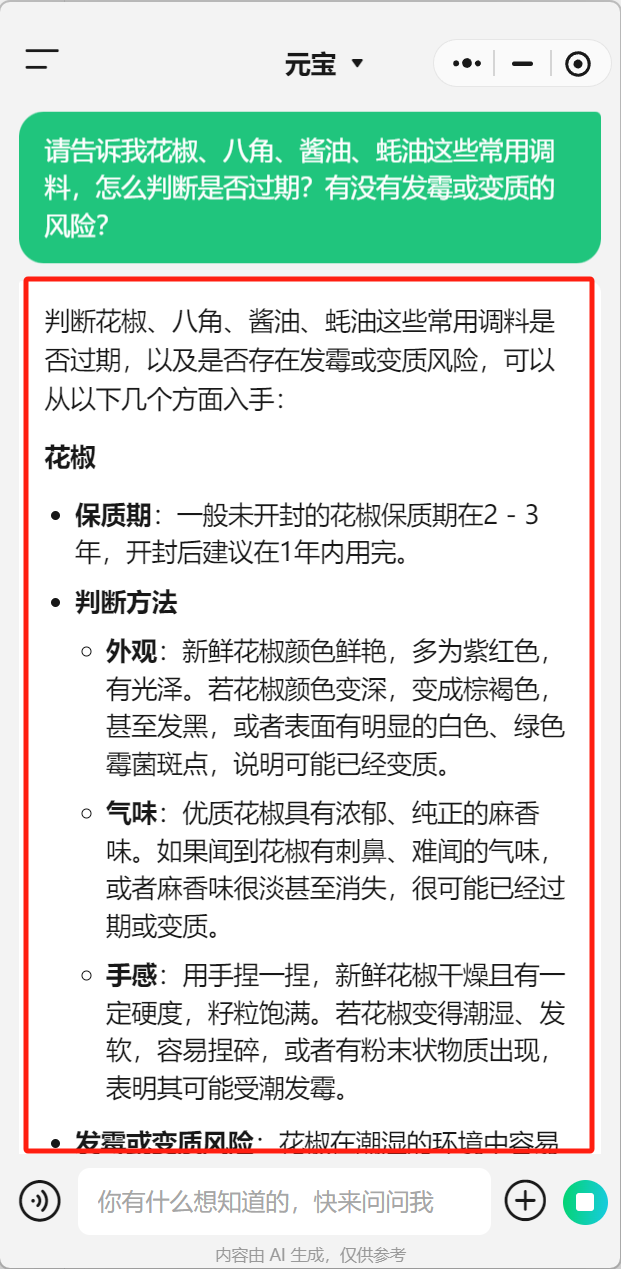 元宝
请告诉我花椒、八角、酱油、蚝油这些常用调
料，怎么判断是否过期？有没有发霉或变质的
风险？
判断花椒、八角、酱油、蚝油这些常用调料是
否过期，以及是否存在发霉或变质风险，可以
从以下几个方面入手：
花椒
• 保质期：一般未开封的花椒保质期在2 - 3
年，开封后建议在1年内用完。
• 判断方法
○ 外观：新鲜花椒颜色鲜艳，多为紫红色，
有光泽。若花椒颜色变深，变成棕褐色，
甚至发黑，或者表面有明显的白色、绿色
霉菌斑点，说明可能已经变质。
○ 气味：优质花椒具有浓郁、纯正的麻香
味。如果闻到花椒有刺鼻、难闻的气味，
或者麻香味很淡甚至消失，很可能已经过
期或变质。
○ 手感：用手捏一捏，新鲜花椒干燥且有一
定硬度，籽粒饱满。若花椒变得潮湿、发
软，容易捏碎，或者有粉末状物质出现，
表明其可能受潮发霉。
• 发霉或变质风险：花椒在潮湿的环境中容易
你有什么想知道的，快来问问我
内容由 AI 生成，仅供参考